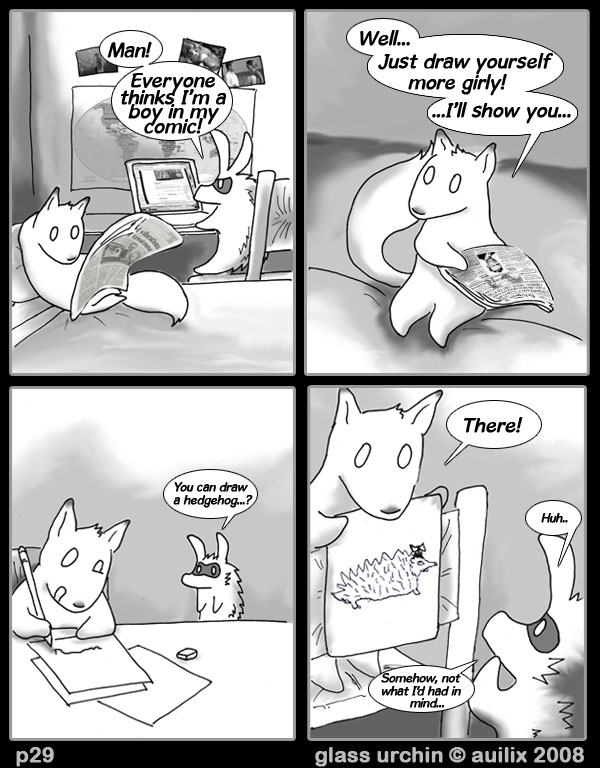 Man!
Everyone
thinks I'm a
boy in my
comic!
Well...
Just draw yourself
more girly!
...I'll show you...
You can draw
a hedgehog...?
There!
Huh..
Somehow, not
what I'd had in
mind...
p29
glass urchin © auilix 2008